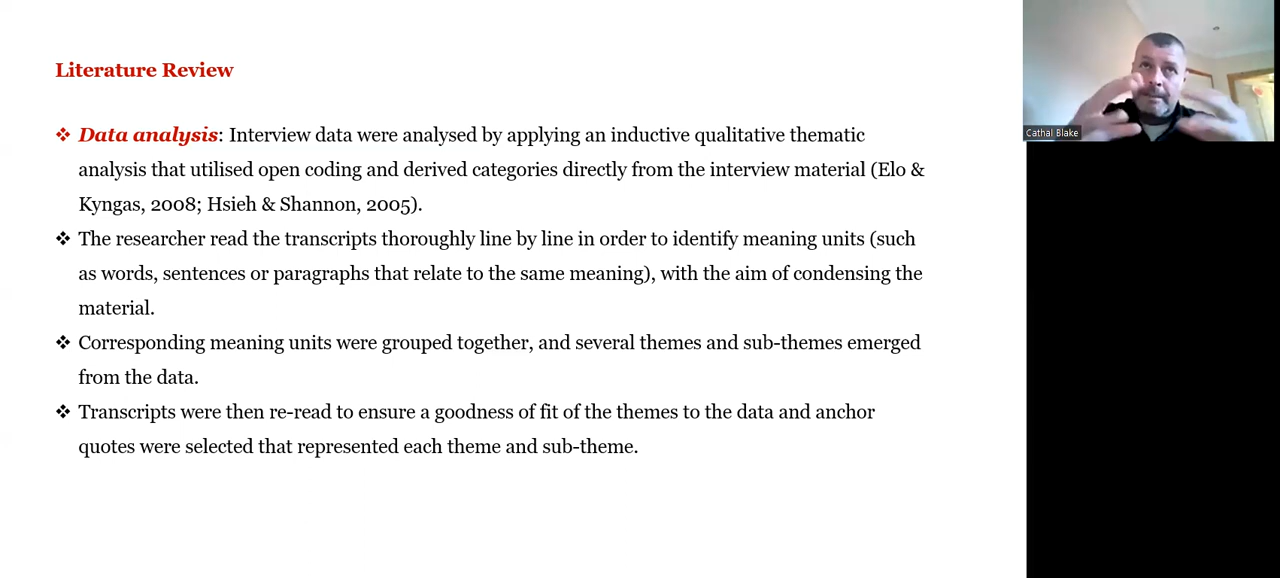 Literature Review
❖ Data analysis: Interview data were analysed by applying an inductive qualitative thematic
analysis that utilised open coding and derived categories directly from the interview material (Elo &
Kyngas, 2008; Hsieh & Shannon, 2005).
❖ The researcher read the transcripts thoroughly line by line in order to identify meaning units (such
as words, sentences or paragraphs that relate to the same meaning), with the aim of condensing the
material.
❖ Corresponding meaning units were grouped together, and several themes and sub-themes emerged
from the data.
❖ Transcripts were then re-read to ensure a goodness of fit of the themes to the data and anchor
quotes were selected that represented each theme and sub-theme.
Cathal Blake